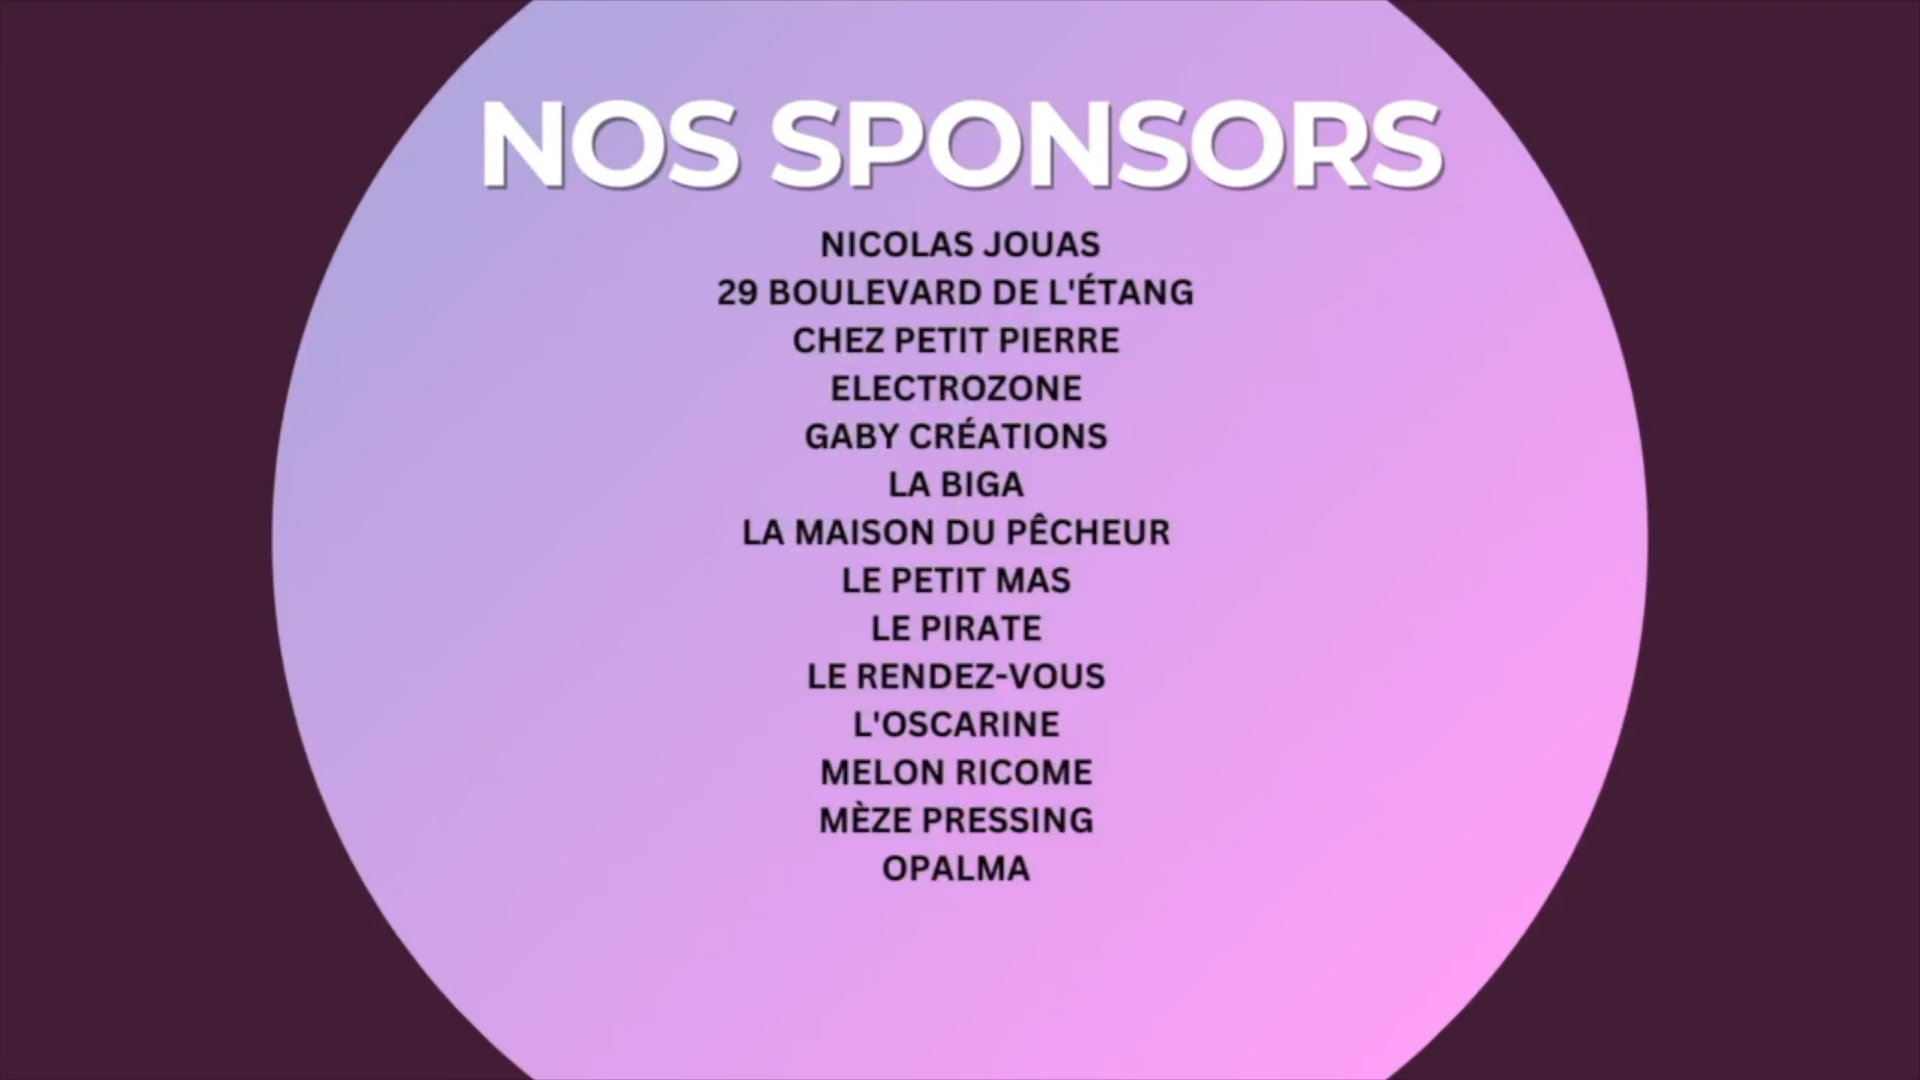 NOS SPONSORS
NICOLAS JOUAS
29 BOULEVARD DE L'ÉTANG
CHEZ PETIT PIERRE
ELECTROZONE
GABY CRÉATIONS
LA BIGA
LA MAISON DU PÊCHEUR
LE PETIT MAS
LE PIRATE
LE RENDEZ-VOUS
L'OSCARINE
MELON RICOME
MÈZE PRESSING
OPALMA